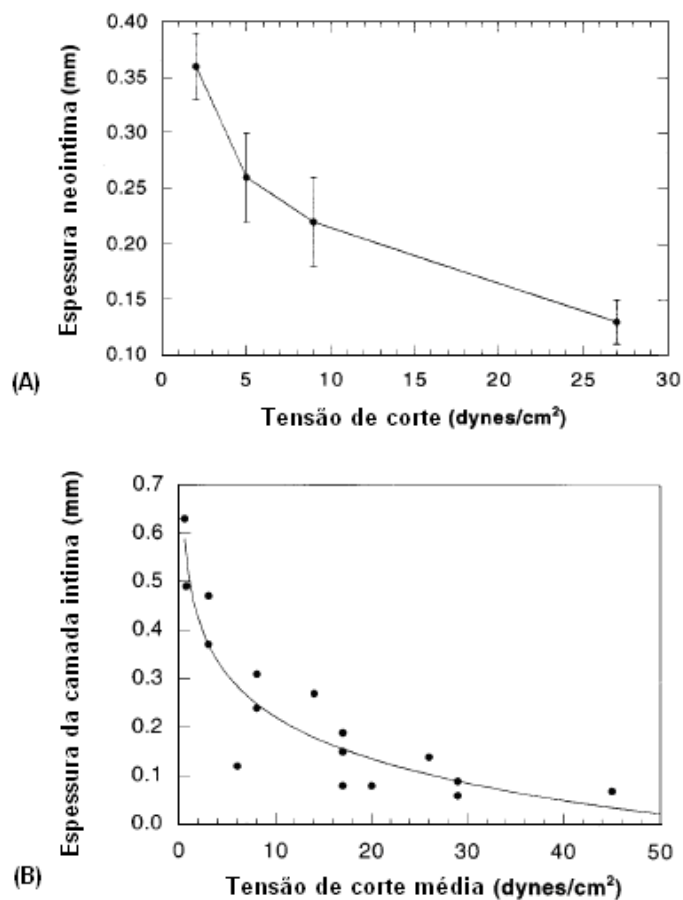 0.40
0.35
0.30
0.25
0.20
0.15
0.10
Espessura neointima (mm)
0 5 10 15 20 25 30
(A)
Tensão de corte (dynes/cm²)
0.7
0.6
0.5
0.4
0.3
0.2
0.1
0.0
Espessura da camada intima (mm)
0 10 20 30 40 50
(B)
Tensão de corte média (dynes/cm²)